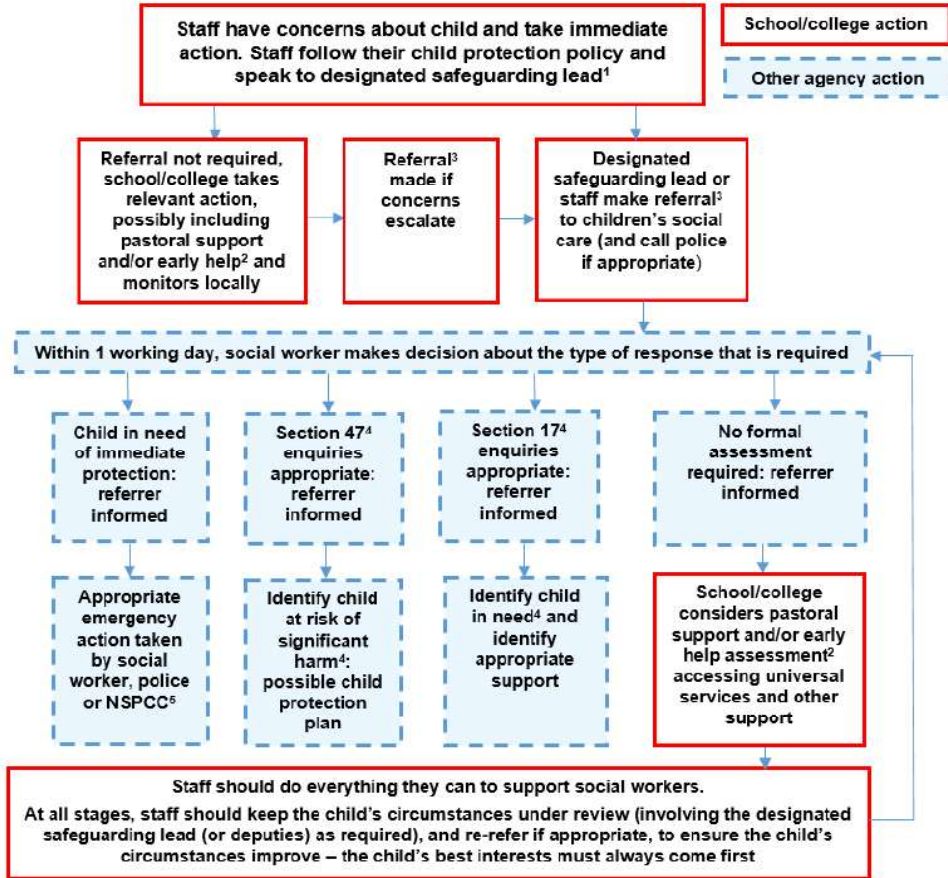 Staff have concerns about child and take immediate
action. Staff follow their child protection policy and
speak to designated safeguarding lead¹
School/college action
Other agency action
Referral not required,
school/college takes
relevant action,
possibly including
pastoral support
and/or early help² and
monitors locally
Referral³
made if
concerns
escalate
Designated
safeguarding lead or
staff make referral³
to children’s social
care (and call police
if appropriate)
Within 1 working day, social worker makes decision about the type of response that is required
Child in need
of immediate
protection:
referrer
informed
Section 47⁴
enquiries
appropriate:
referrer
informed
Section 17⁴
enquiries
appropriate:
referrer
informed
No formal
assessment
required: referrer
informed
Appropriate
emergency
action taken
by social
worker, police
or NSPCC⁵
Identify child
at risk of
significant
harm⁴:
possible child
protection
plan
Identify child
in need⁴ and
identify
appropriate
support
School/college
considers pastoral
support and/or early
help assessment²
accessing universal
services and other
support
Staff should do everything they can to support social workers.
At all stages, staff should keep the child’s circumstances under review (involving the designated
safeguarding lead (or deputies) as required), and re-refer if appropriate, to ensure the child’s
circumstances improve – the child’s best interests must always come first